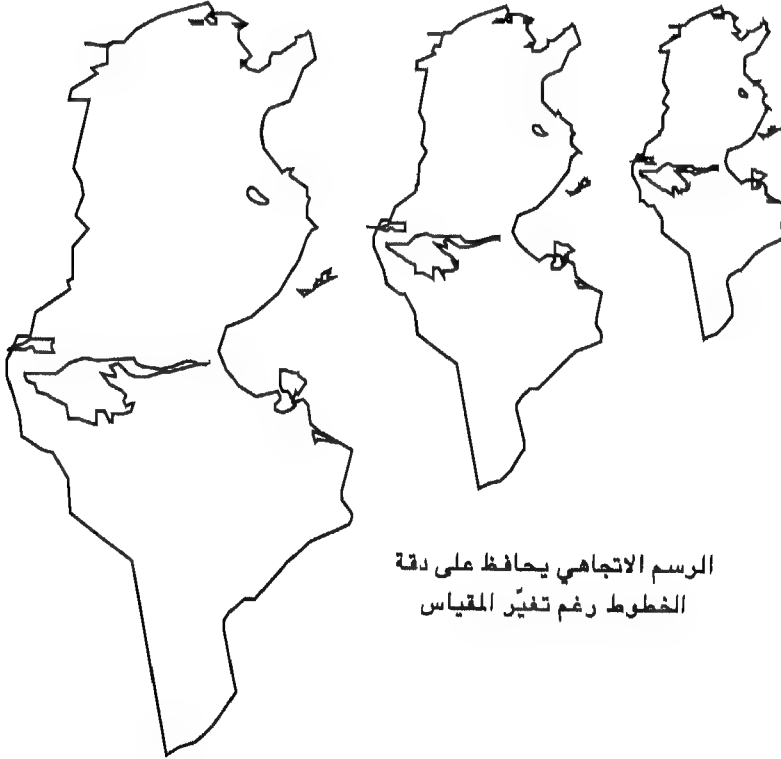 الرسم الاتجاهي يحافظ على دقة
الخطوط رغم تغيّر المقياس